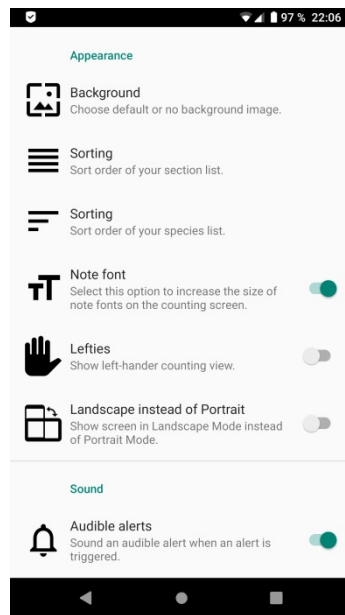 97 % 22:06
Appearance
Background
Choose default or no background image.
Sorting
Sort order of your section list.
Sorting
Sort order of your species list.
Note font
Select this option to increase the size of
note fonts on the counting screen.
Lefties
Show left-hander counting view.
Landscape instead of Portrait
Show screen in Landscape Mode instead
of Portrait Mode.
Sound
Audible alerts
Sound an audible alert when an alert is
triggered.